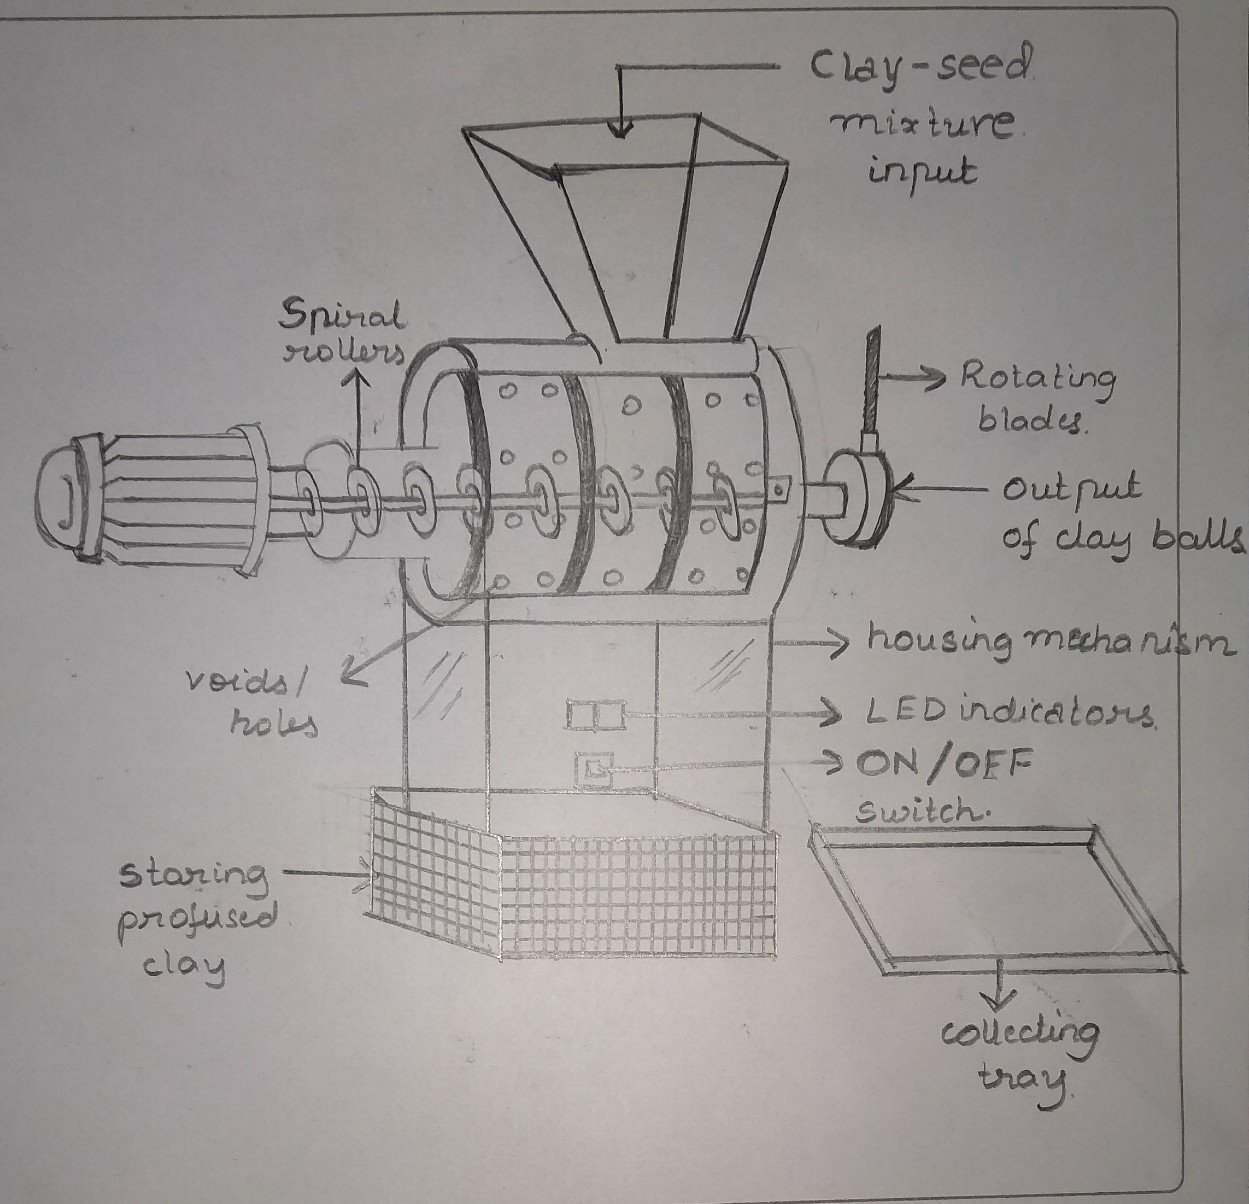 Clay-seed
mixture
input
Spiral
rollers
Rotating
blades.
output
of clay balls
housing mechanism
voids/
holes
LED indicators
ON/OFF
switch.
staring
profused
clay
collecting
tray